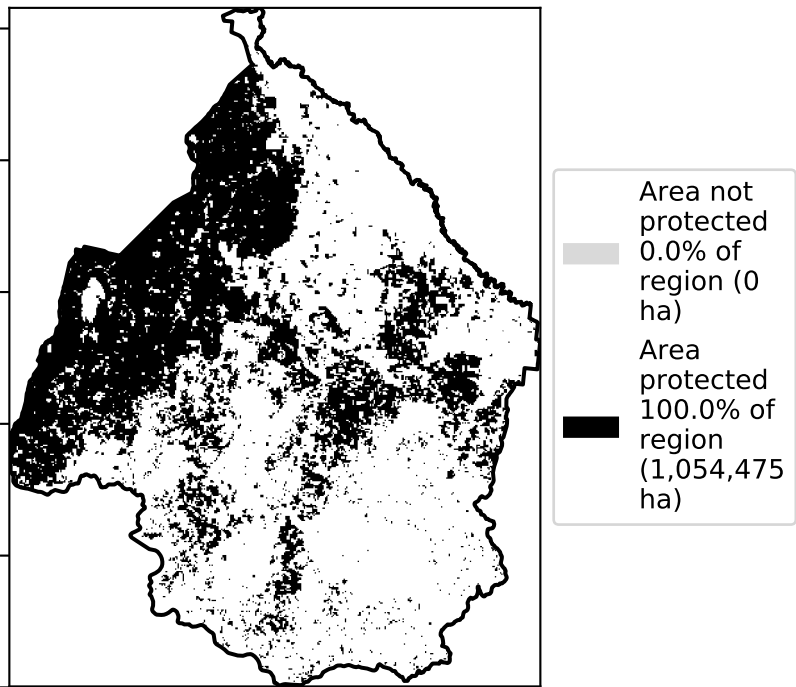 Area not
protected
0.0% of
region (0
ha)
Area
protected
100.0% of
region
(1,054,475
ha)